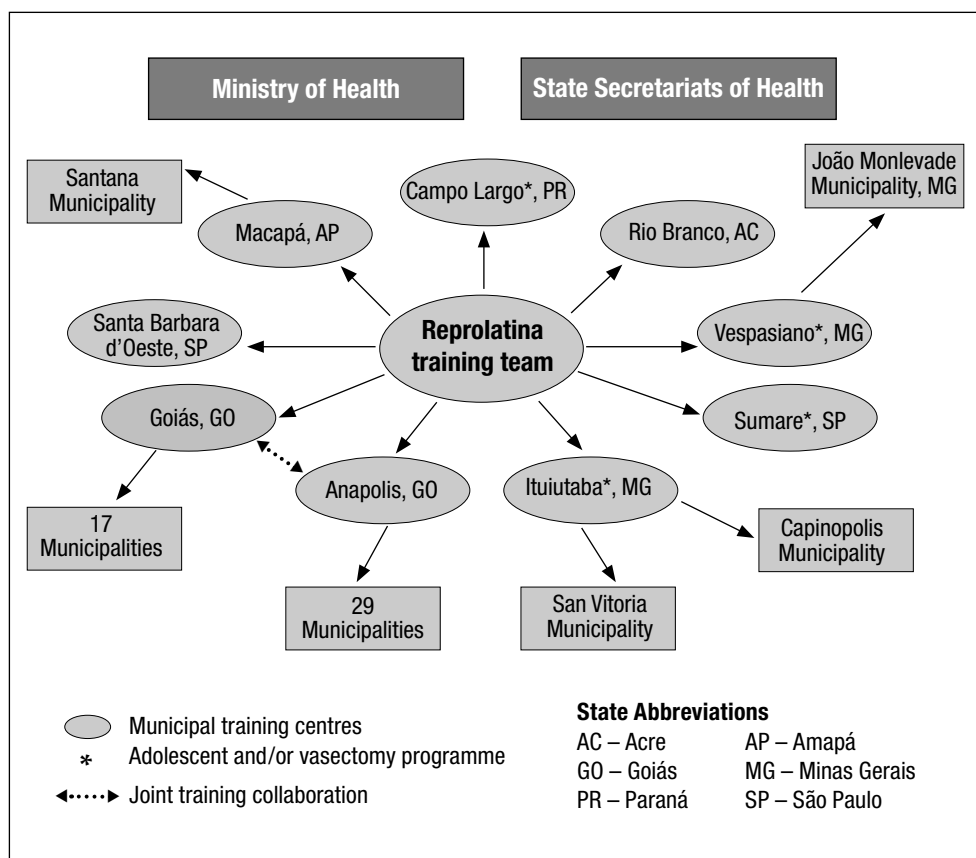 Ministry of Health
State Secretariats of Health
Santana
Municipality
Campo Largo*, PR
João Monlevade
Municipality, MG
Macapá, AP
Rio Branco, AC
Santa Barbara
d'Oeste, SP
Reprolatina
training team
Vespasiano*, MG
Goiás, GO
Sumare*, SP
Anapolis, GO
Ituiutaba*, MG
17
Municipalities
Capinopolis
Municipality
29
Municipalities
San Vitoria
Municipality
Municipal training centres
* Adolescent and/or vasectomy programme
Joint training collaboration
State Abbreviations
AC – Acre
AP – Amapá
GO – Goiás
MG – Minas Gerais
PR – Paraná
SP – São Paulo